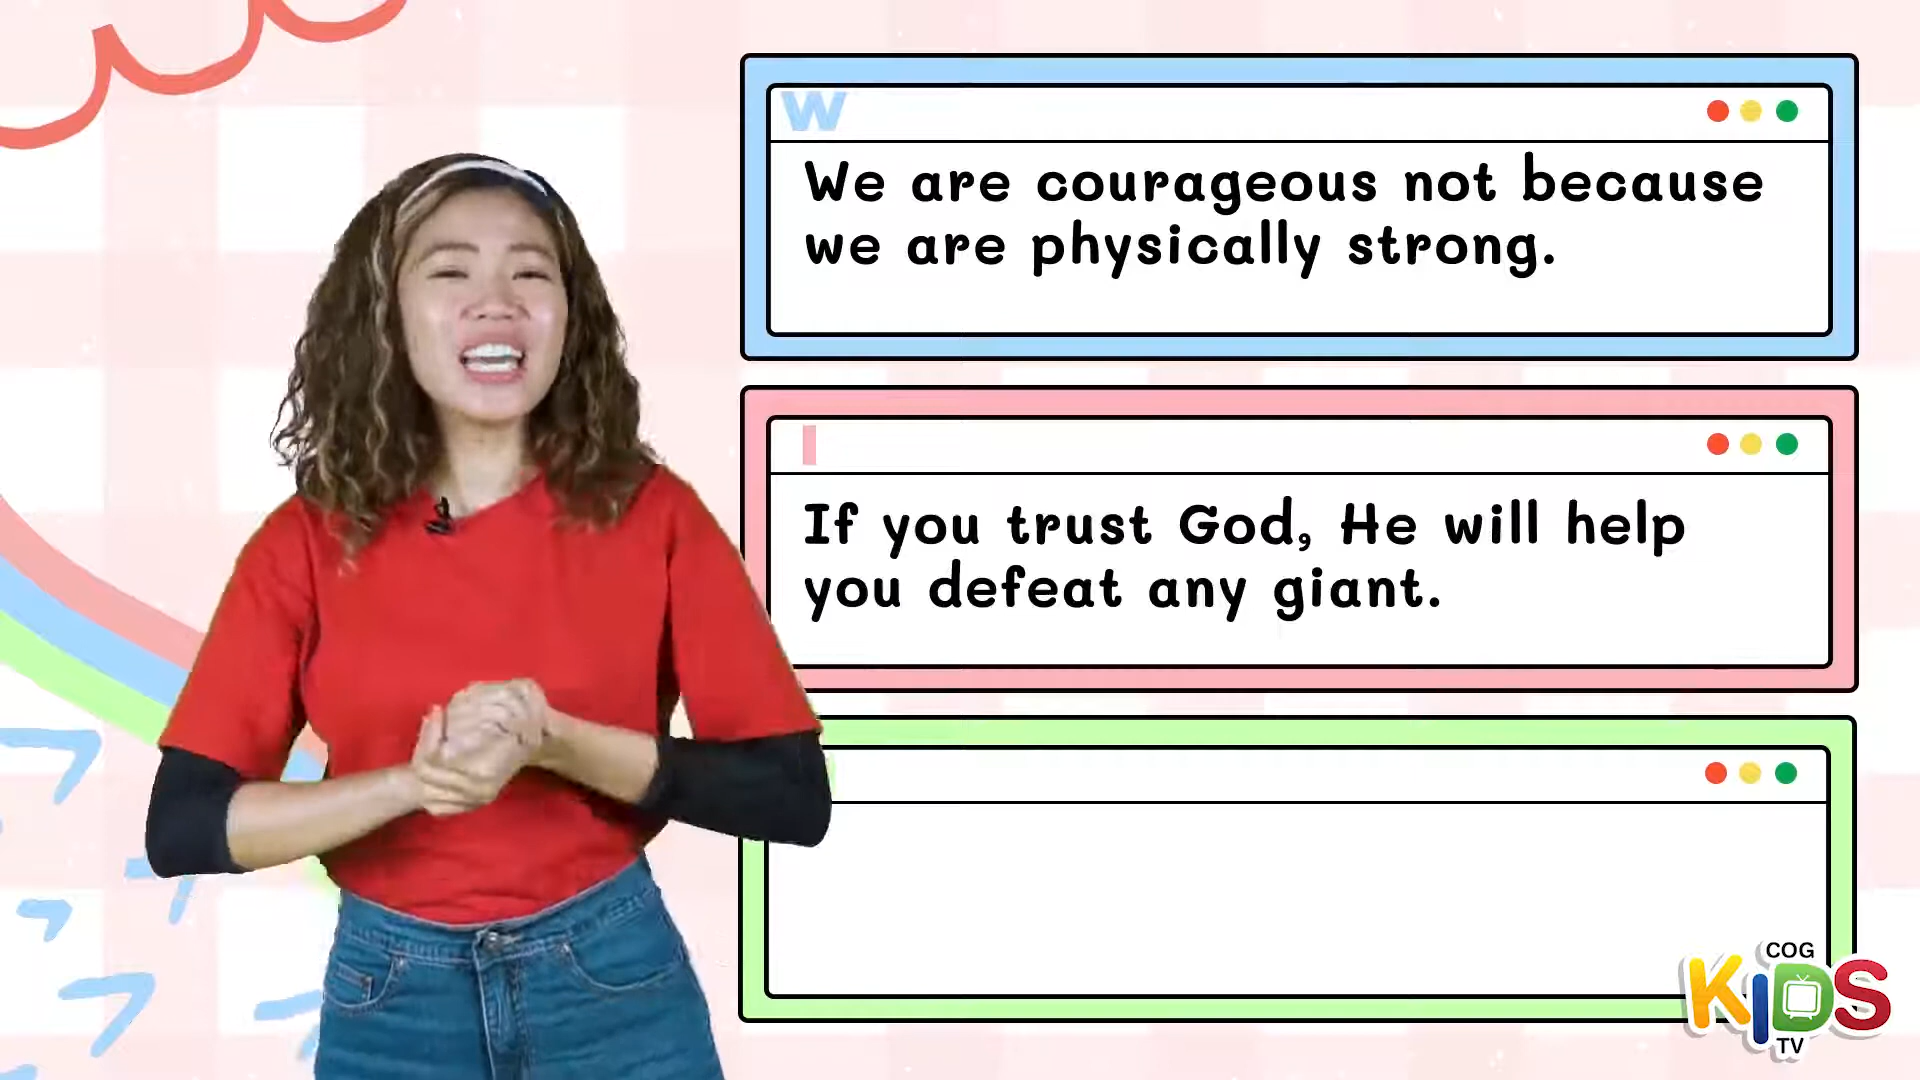 W
We are courageous not because
we are physically strong.
I
If you trust God, He will help
you defeat any giant.
COG
KIDS
TV